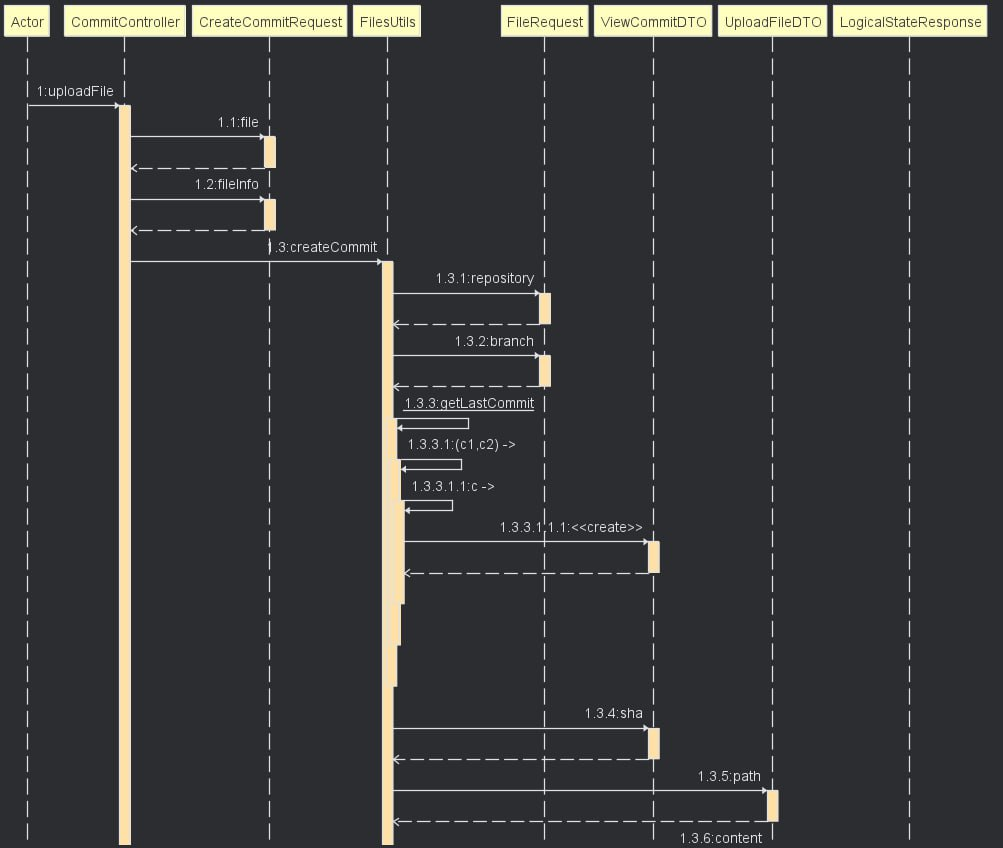 Actor
CommitController
CreateCommitRequest
FilesUtils
FileRequest
ViewCommitDTO
UploadFileDTO
LogicalStateResponse
1:uploadFile
1.1:file
1.2:fileInfo
1.3:createCommit
1.3.1:repository
1.3.2:branch
1.3.3:getLastCommit
1.3.3.1:(c1,c2) ->
1.3.3.1.1:c ->
1.3.3.1.1.1:<<create>>
1.3.4:sha
1.3.5:path
1.3.6:content